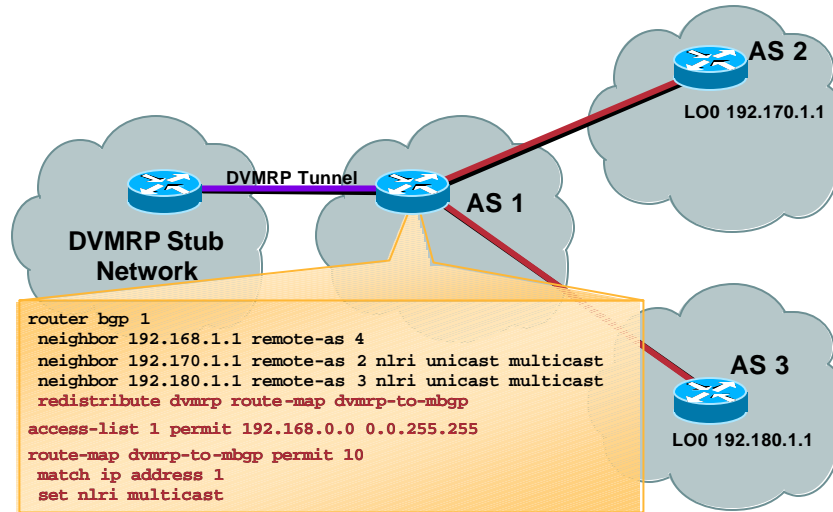 AS 2
LO0 192.170.1.1
DVMRP Tunnel
AS 1
DVMRP Stub
Network
router bgp 1
neighbor 192.168.1.1 remote-as 4
neighbor 192.170.1.1 remote-as 2 nlri unicast multicast
neighbor 192.180.1.1 remote-as 3 nlri unicast multicast
redistribute dvmrp route-map dvmrp-to-mbgp
access-list 1 permit 192.168.0.0 0.0.255.255
route-map dvmrp-to-mbgp permit 10
match ip address 1
set nlri multicast
AS 3
LO0 192.180.1.1